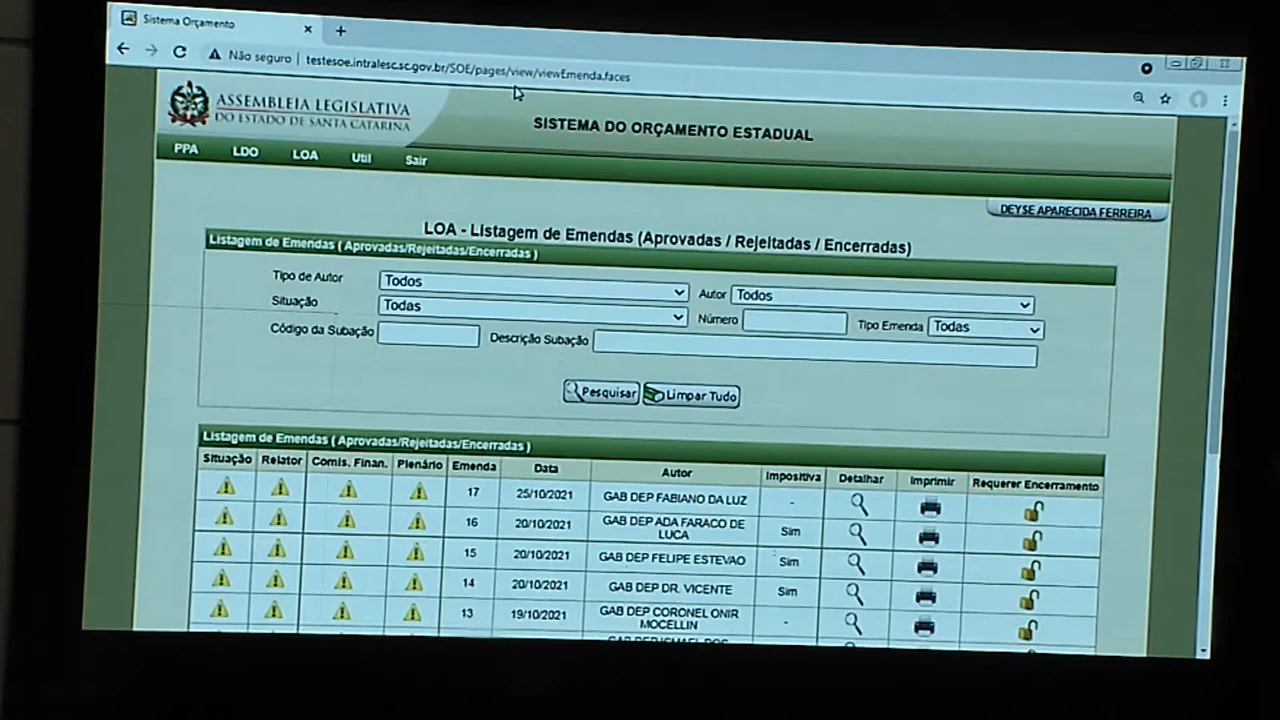 Sistema Orçamento
Não seguro | testesoe.intralesc.sc.gov.br/SOE/pages/view/viewEmenda.faces
ASSEMBLEIA LEGISLATIVA
DO ESTADO DE SANTA CATARINA
SISTEMA DO ORÇAMENTO ESTADUAL
PPA LDO LOA Util Sair
DEYSE APARECIDA FERREIRA
LOA - Listagem de Emendas (Aprovadas / Rejeitadas / Encerradas)
Listagem de Emendas ( Aprovadas/Rejeitadas/Encerradas )
Tipo de Autor Todos Autor Todos
Situação Todas Número Tipo Emenda Todas
Código da Subação Descrição Subação
Pesquisar Limpar Tudo
Listagem de Emendas ( Aprovadas/Rejeitadas/Encerradas )
Situação Relator Comis. Finan. Plenário Emenda Data Autor Impositiva Detalhar Imprimir Requerer Encerramento
17 25/10/2021 GAB DEP FABIANO DA LUZ -
16 20/10/2021 GAB DEP ADA FARACO DE LUCA Sim
15 20/10/2021 GAB DEP FELIPE ESTEVAO Sim
14 20/10/2021 GAB DEP DR. VICENTE Sim
13 19/10/2021 GAB DEP CORONEL ONIR MOCELLIN -